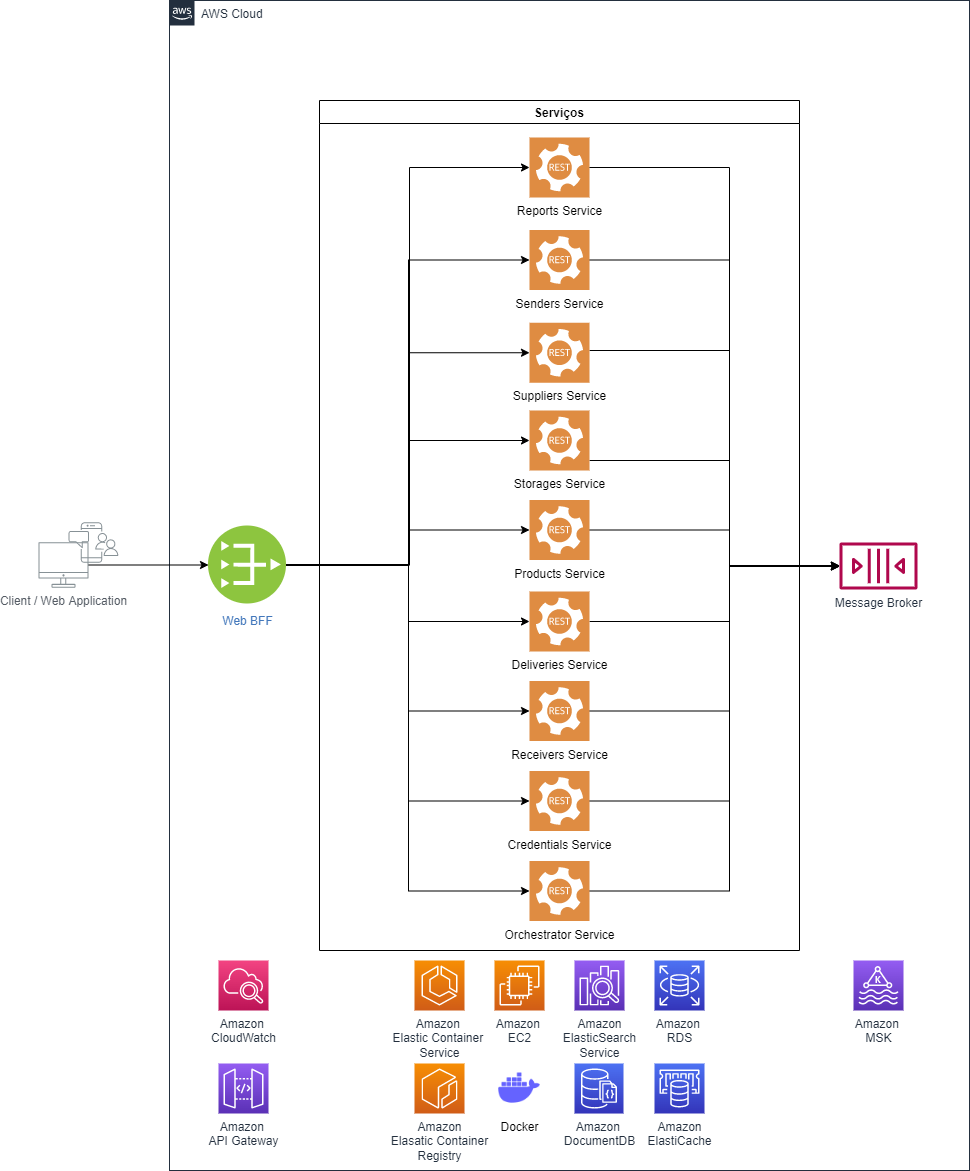 aws
AWS Cloud
Serviços
REST
Reports Service
REST
Senders Service
REST
Suppliers Service
REST
Storages Service
REST
Products Service
Client / Web Application
Web BFF
Message Broker
REST
Deliveries Service
REST
Receivers Service
REST
Credentials Service
REST
Orchestrator Service
Amazon
CloudWatch
Amazon
Elastic Container
Service
Amazon
EC2
Amazon
ElasticSearch
Service
Amazon
RDS
K
Amazon
MSK
Amazon
API Gateway
Amazon
Elasatic Container
Registry
Docker
Amazon
DocumentDB
Amazon
ElastiCache